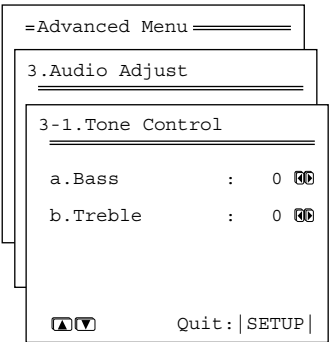 =Advanced Menu
3.Audio Adjust
3-1.Tone Control
a.Bass : 0
b.Treble : 0
Quit:|SETUP|